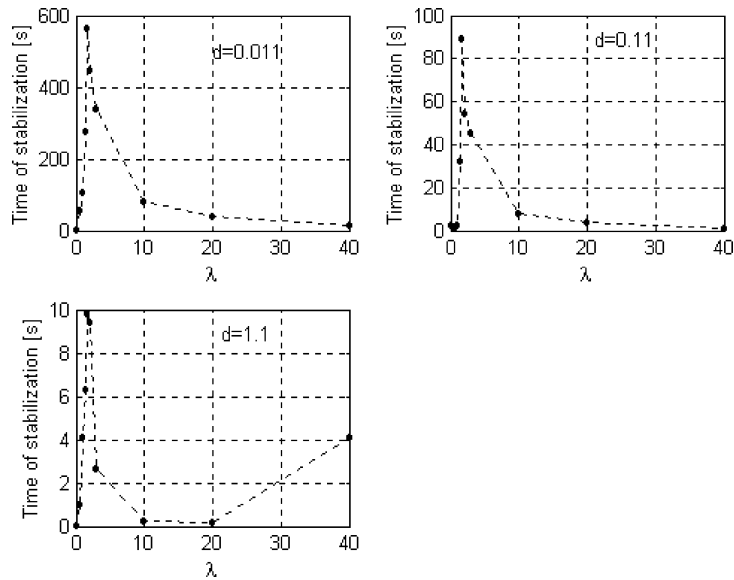 600
400
200
0
Time of stabilization [s]
d=0.011
0 10 20 30 40
λ
100
80
60
40
20
0
Time of stabilization [s]
d=0.11
0 10 20 30 40
λ
10
8
6
4
2
0
Time of stabilization [s]
d=1.1
0 10 20 30 40
λ